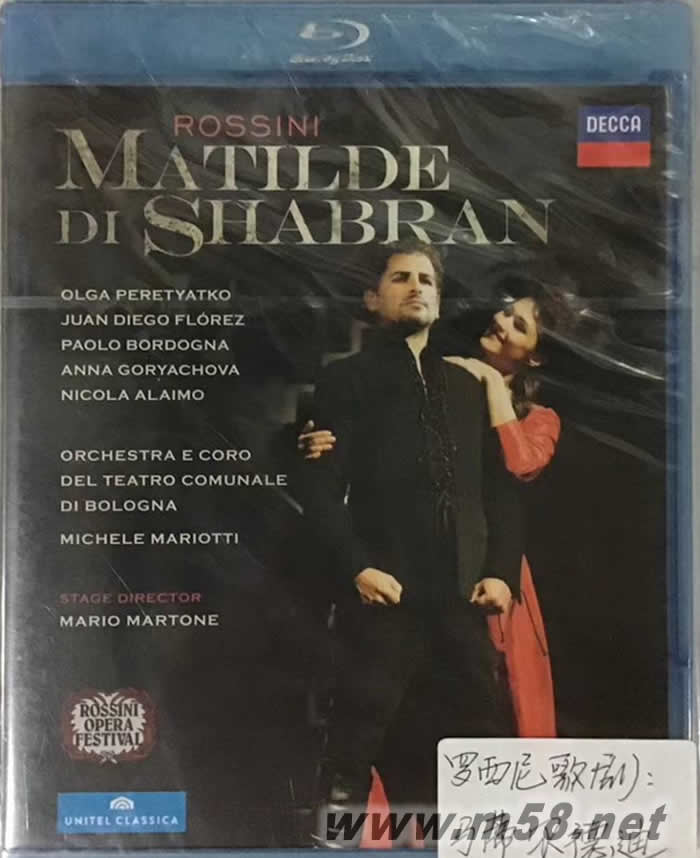 Blu-ray Disc
DECCA
ROSSINI
MATILDE
DI SHABRAN
OLGA PERETYATKO
JUAN DIEGO FLÓREZ
PAOLO BORDOGNA
ANNA GORYACHOVA
NICOLA ALAIMO
ORCHESTRA E CORO
DEL TEATRO COMUNALE
DI BOLOGNA
MICHELE MARIOTTI
STAGE DIRECTOR
MARIO MARTONE
ROSSINI
OPERA
FESTIVAL
UNITEL CLASSICA
罗西尼歌剧:
www.m58.net